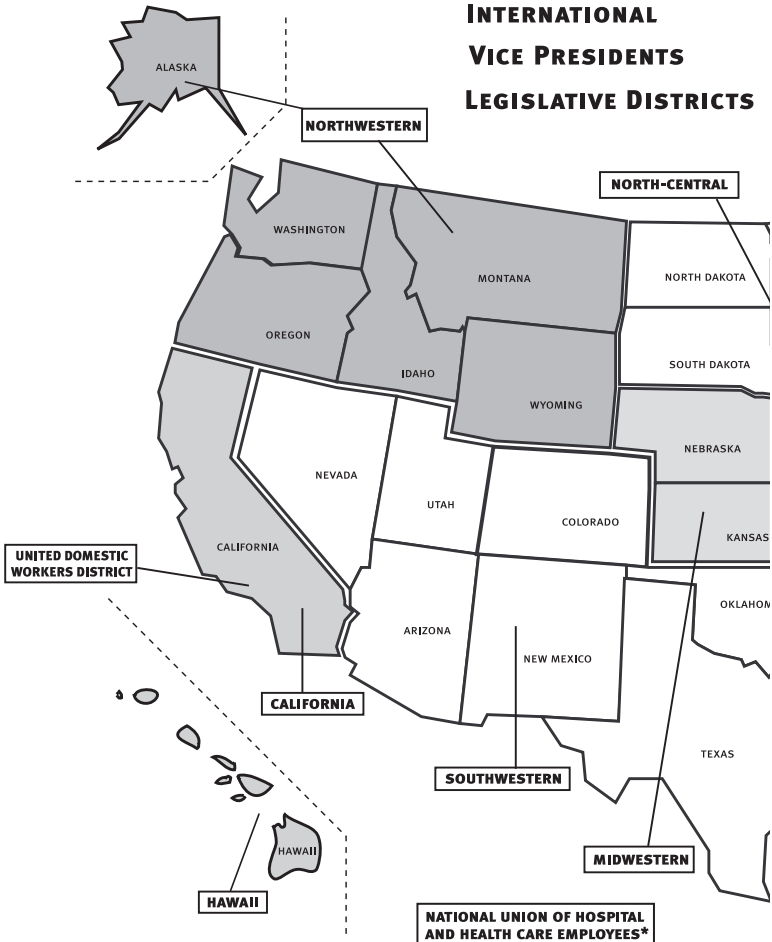 INTERNATIONAL
VICE PRESIDENTS
LEGISLATIVE DISTRICTS
ALASKA
NORTHWESTERN
NORTH-CENTRAL
WASHINGTON
MONTANA
NORTH DAKOTA
OREGON
IDAHO
SOUTH DAKOTA
WYOMING
NEBRASKA
NEVADA
UTAH
COLORADO
KANSAS
CALIFORNIA
UNITED DOMESTIC
WORKERS DISTRICT
OKLAHOM
ARIZONA
NEW MEXICO
CALIFORNIA
TEXAS
SOUTHWESTERN
HAWAII
MIDWESTERN
HAWAII
NATIONAL UNION OF HOSPITAL
AND HEALTH CARE EMPLOYEES*